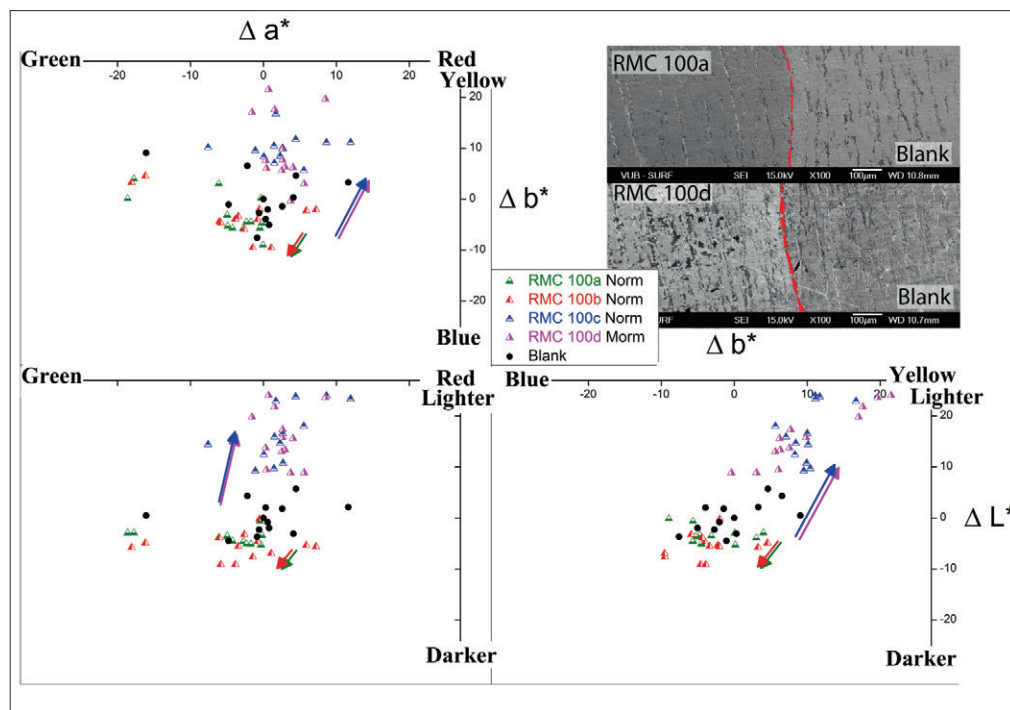 Δ a*
Green
Red
-20
-10
0
10
Yellow
20
10
0
-10
-20
Δ b*
Blue
RMC 100a
Blank
VUB - SURF SEI 15.0kV X100 100µm WD 10.8mm
RMC 100d
Blank
URF SEI 15.0kV X100 100µm WD 10.7mm
RMC 100a Norm
RMC 100b Norm
RMC 100c Norm
RMC 100d Morm
Blank
Δ b*
Green
Red
Lighter
Darker
Blue
Yellow
Lighter
-20
-10
0
10
20
20
10
0
-10
-20
Δ L*
Darker